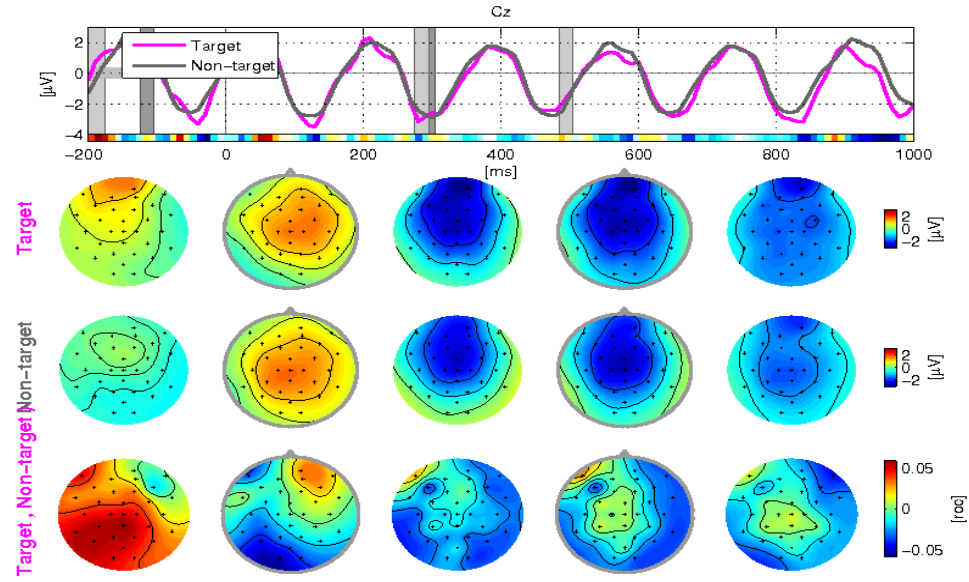 Cz
Target
Non-target
[µV]
2
0
-2
-4
-200
0
200
400
600
800
1000
[ms]
Target
2
0
-2
[µV]
Non-target
2
0
-2
[µV]
Target , Non-target
0.05
0
-0.05
[roc]